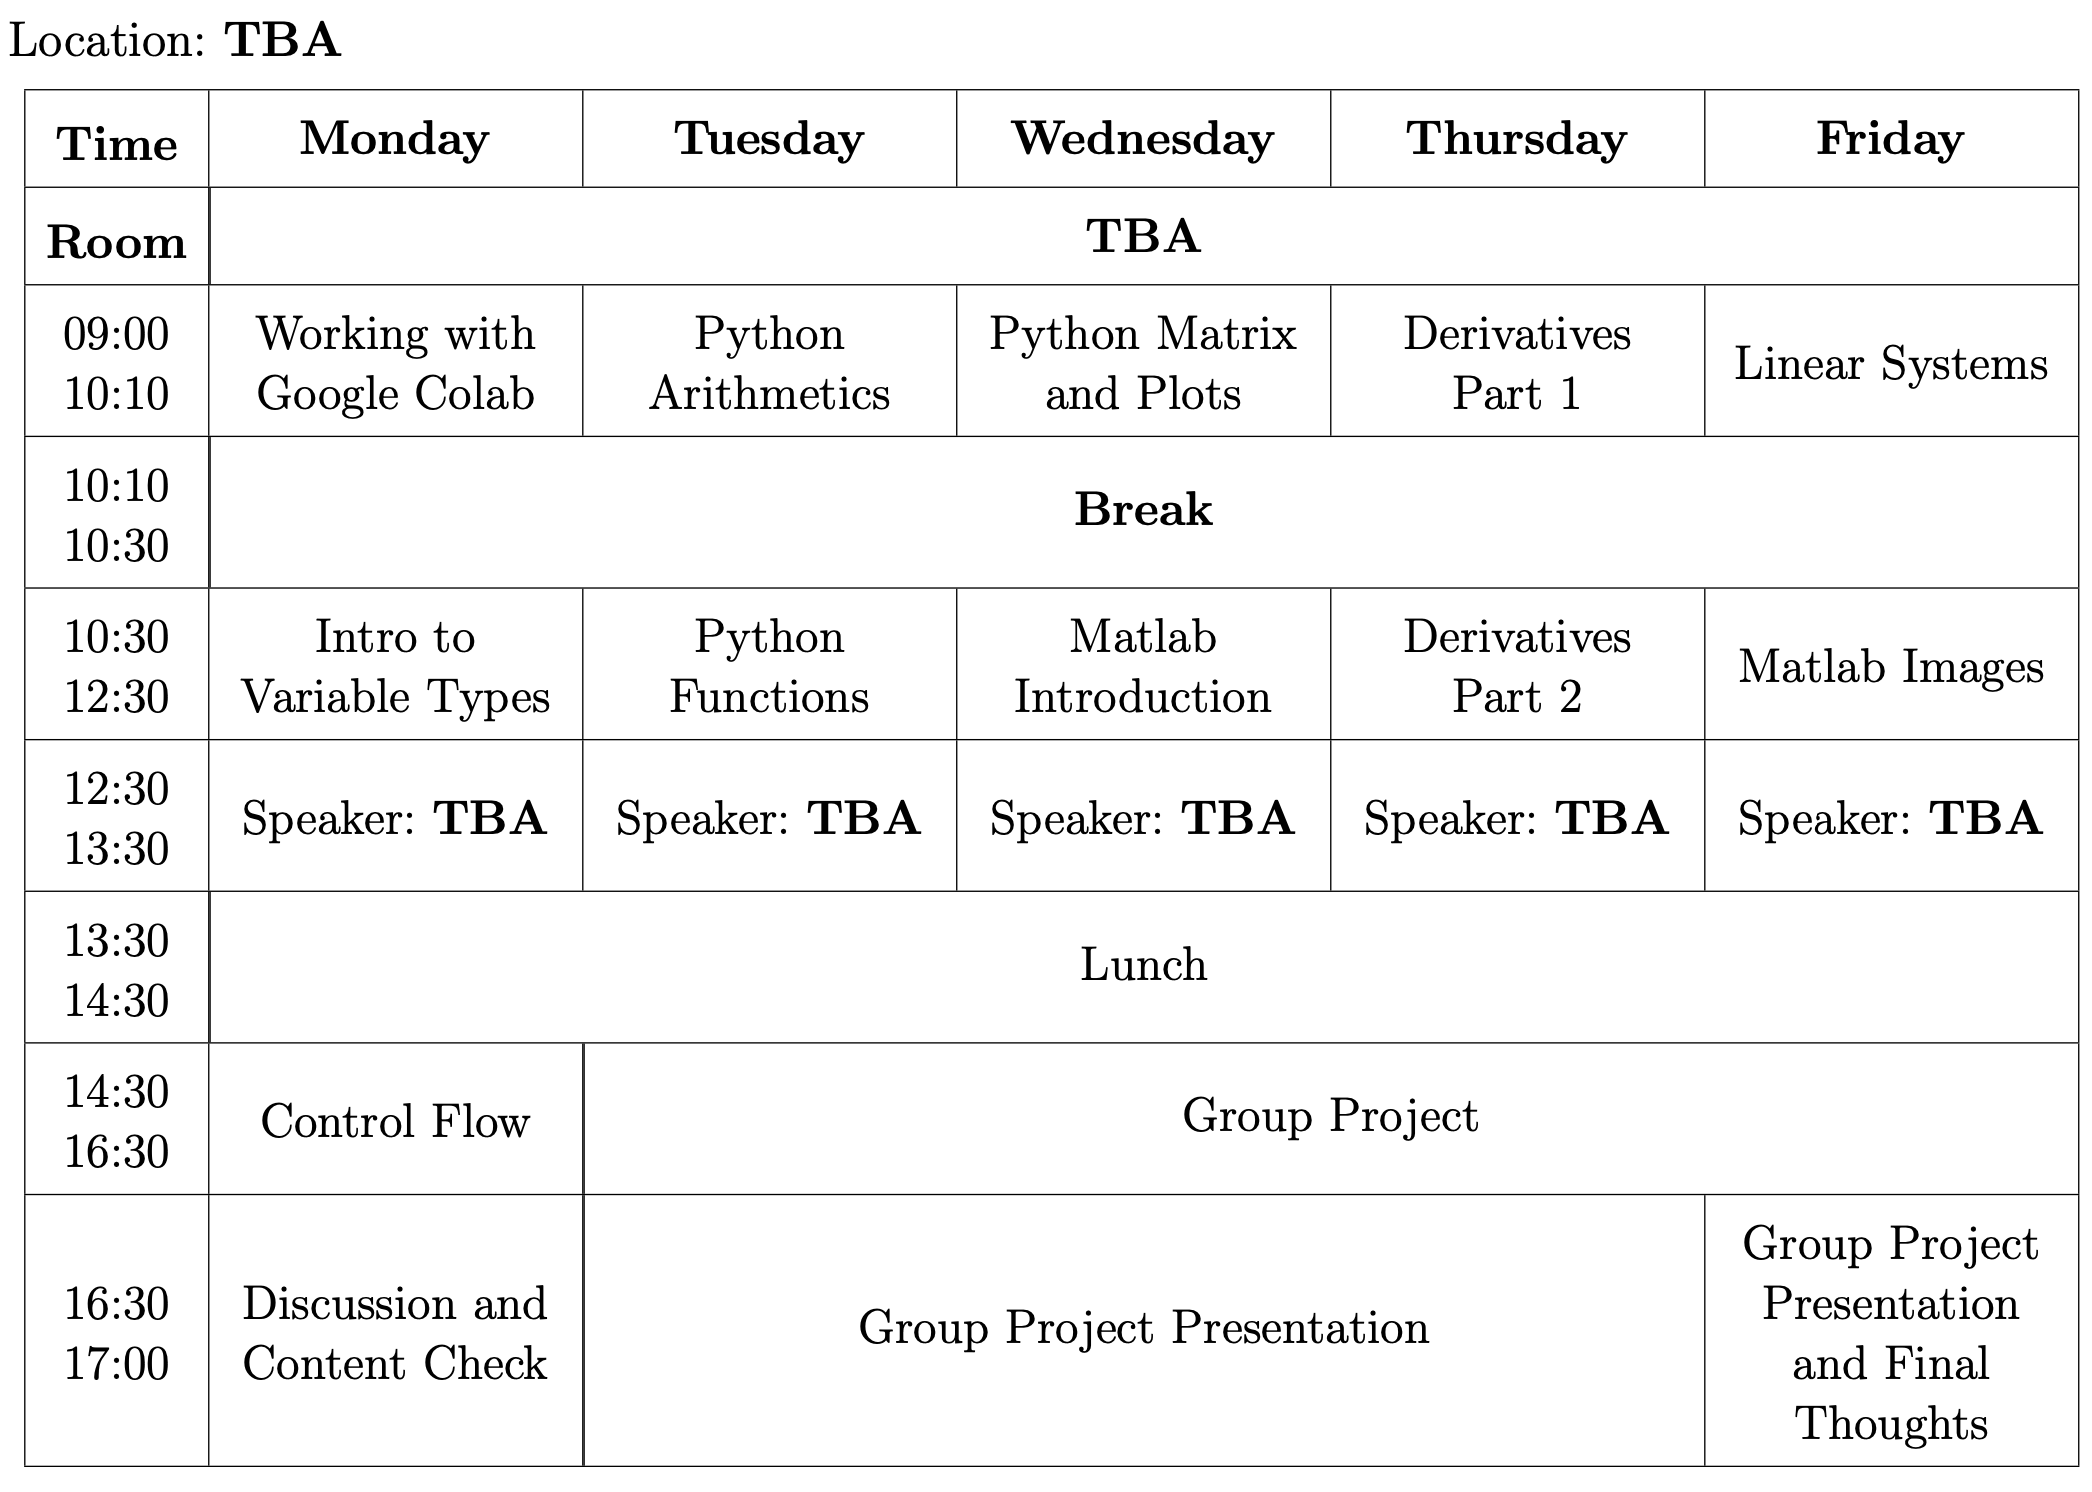 Location: TBA
Time Monday Tuesday Wednesday Thursday Friday
Room TBA
09:00 Working with Python Python Matrix Derivatives Linear Systems
10:10 Google Colab Arithmetics and Plots Part 1
10:10 Break
10:30
10:30 Intro to Python Matlab Derivatives Matlab Images
12:30 Variable Types Functions Introduction Part 2
12:30 Speaker: TBA Speaker: TBA Speaker: TBA Speaker: TBA Speaker: TBA
13:30
13:30 Lunch
14:30
14:30 Control Flow Group Project
16:30
16:30 Discussion and Group Project Presentation Group Project
17:00 Content Check Presentation
and Final
Thoughts